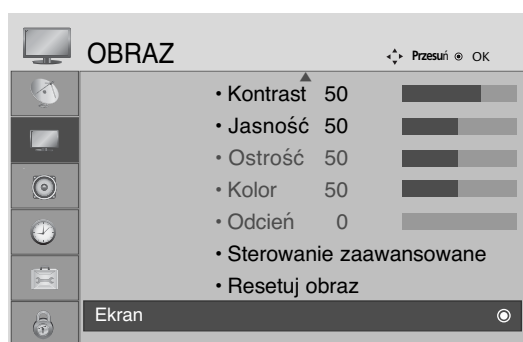 OBRAZ
Przesuń OK
• Kontrast 50
• Jasność 50
• Ostrość 50
• Kolor 50
• Odcień 0
• Sterowanie zaawansowane
• Resetuj obraz
Ekran